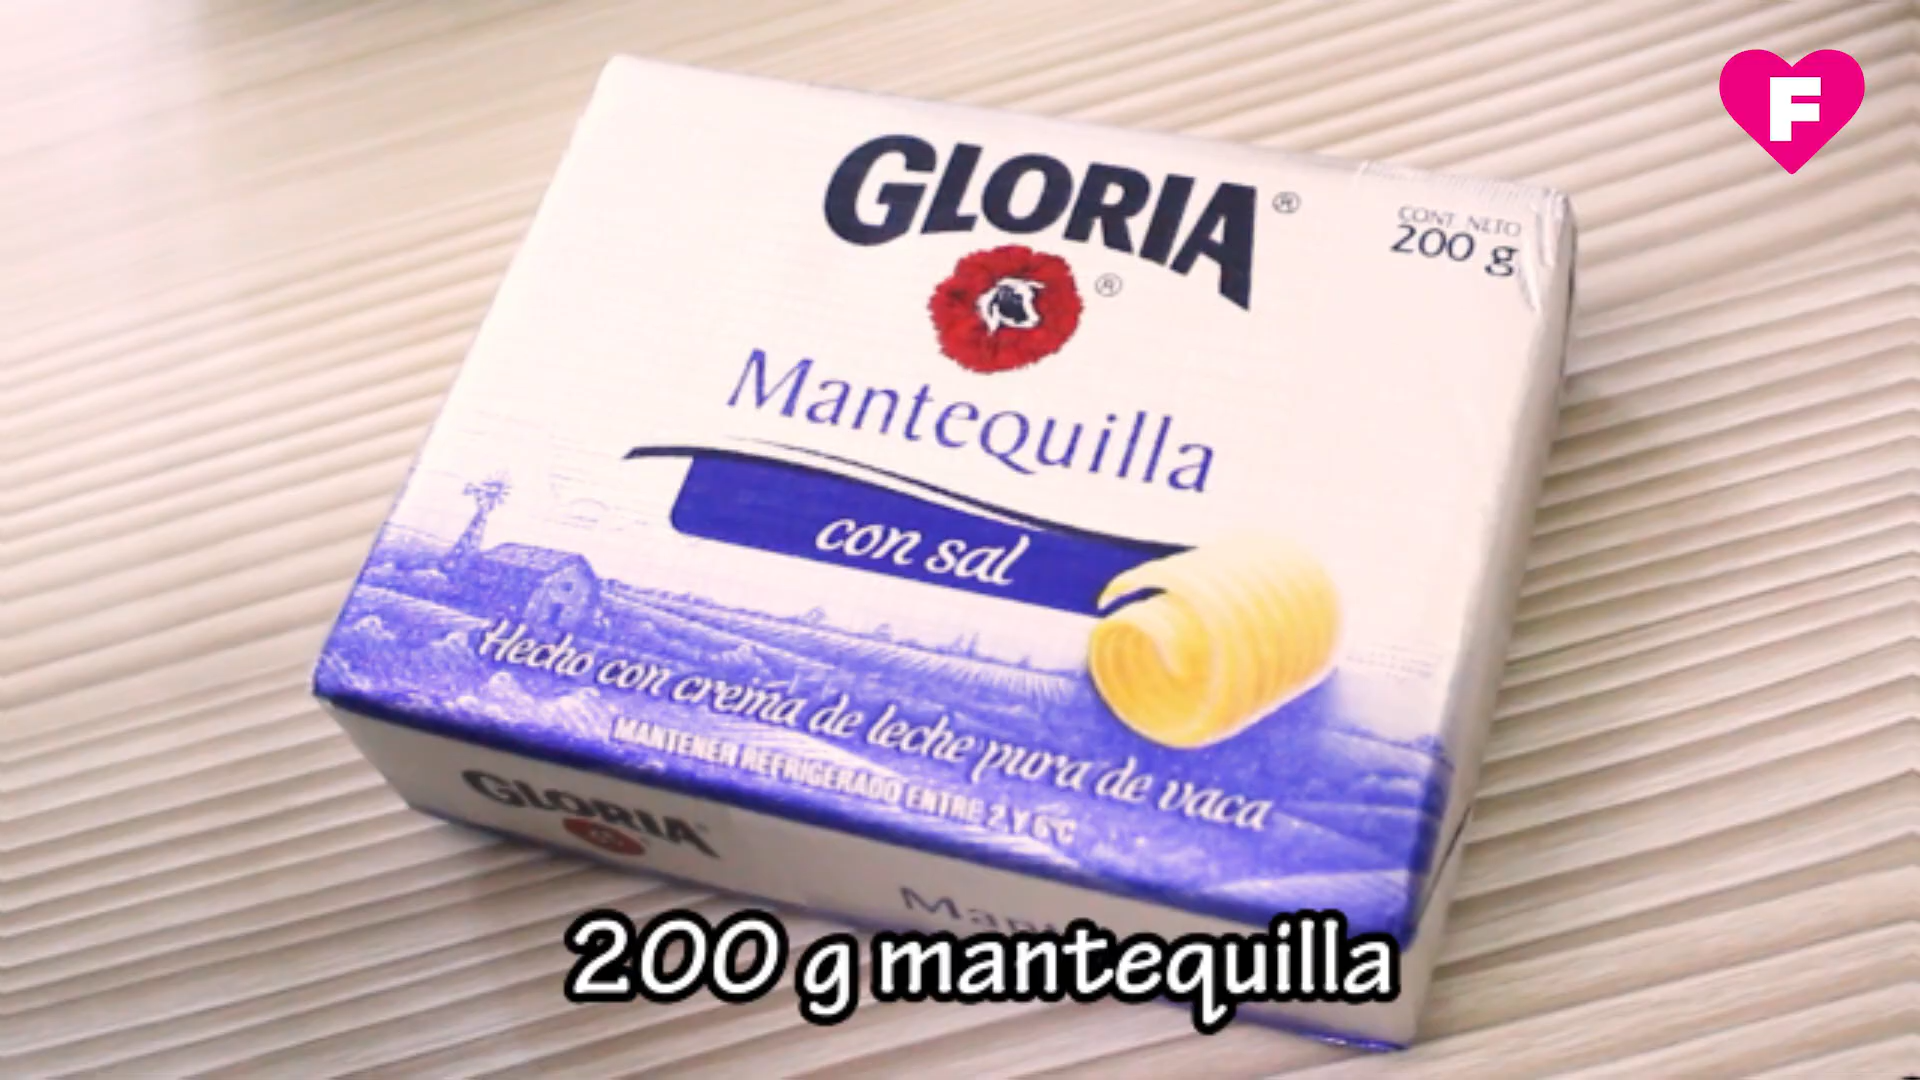 F
GLORIA®
®
CONT. NETO
200 g
Mantequilla
con sal
Hecho con crema de leche pura de vaca
MANTENER REFRIGERADO ENTRE 2 Y 6°C
GLORIA
200 g mantequilla